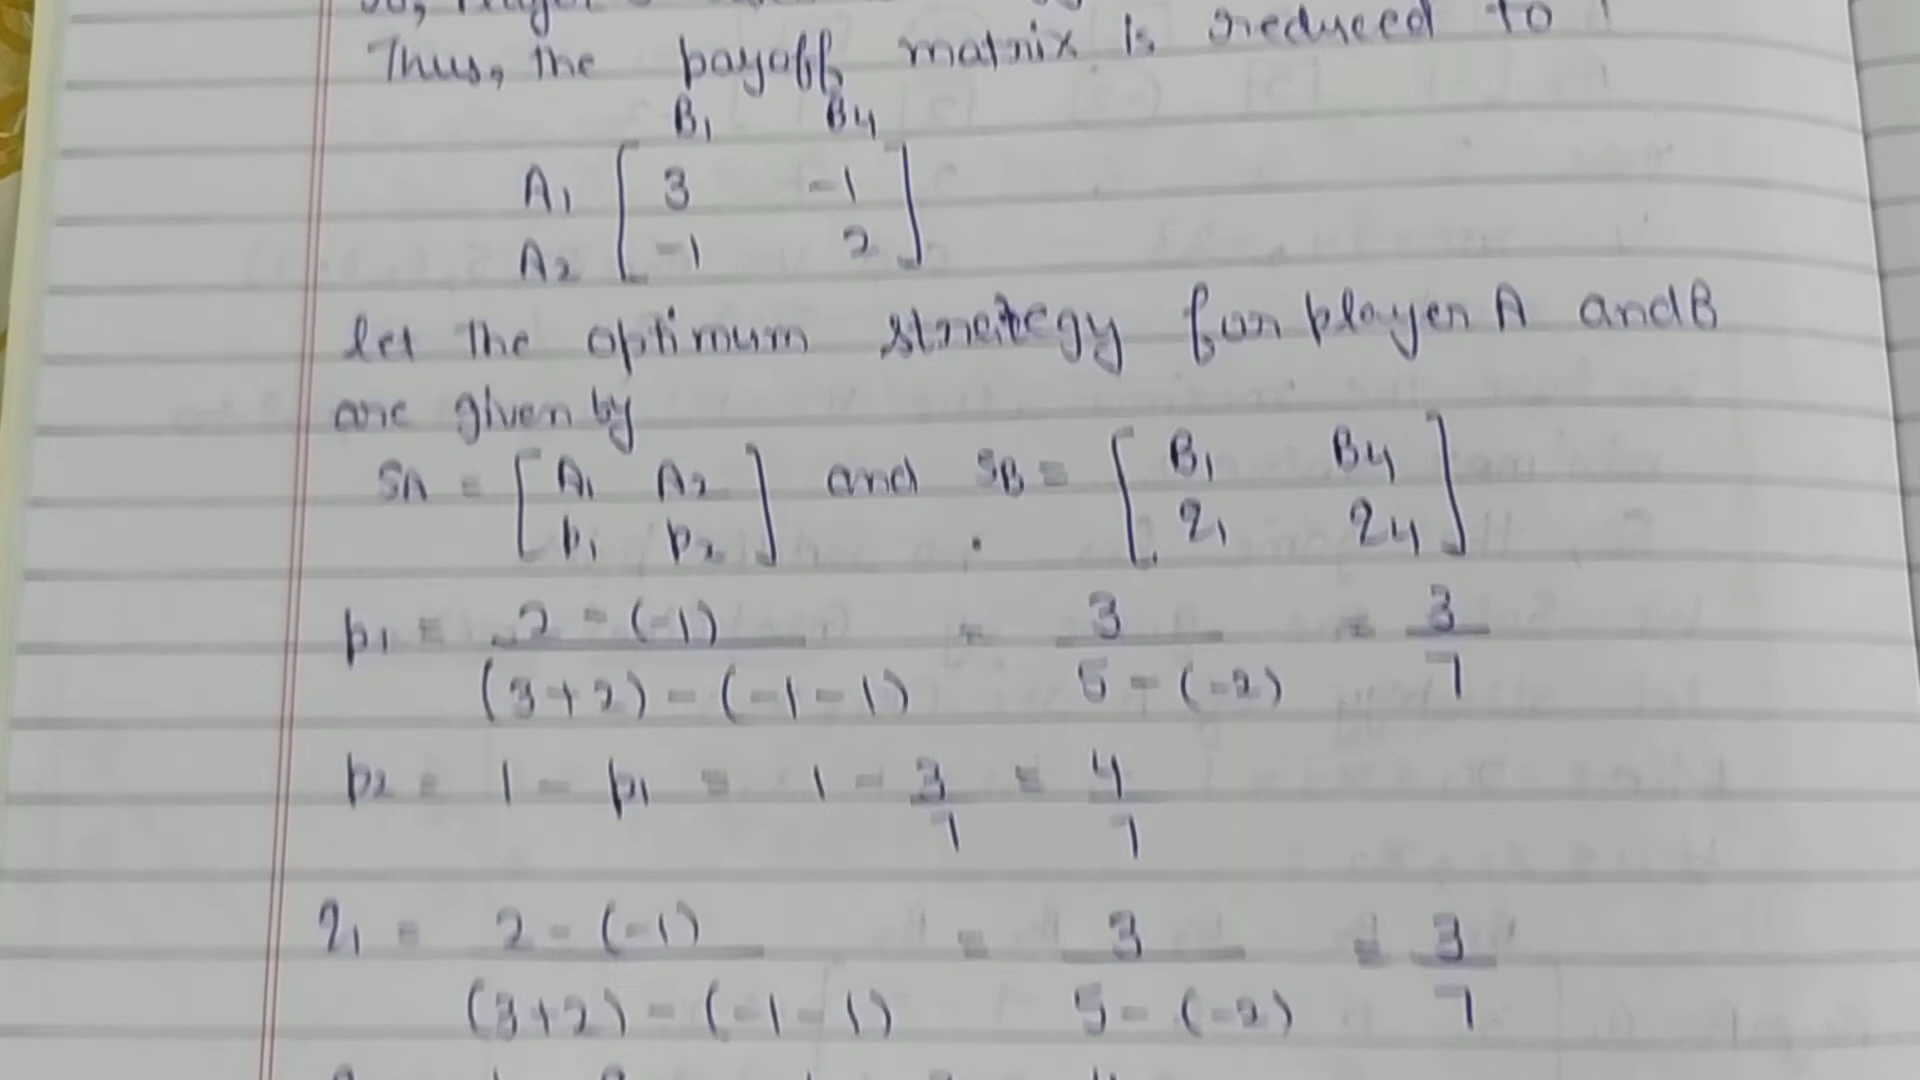 Thus, the payoff matrix is reduced to
B1 B4
A1 [ 3 -1 ]
A2 [ -1 2 ]
let the optimum strategy for player A and B
are given by
SA = [ A1 A2 ] and SB = [ B1 B4 ]
[ p1 p2 ] [ q1 q4 ]
p1 = 2 - (-1) / (3+2) - (-1-1) = 3 / 5 - (-2) = 3/7
p2 = 1 - p1 = 1 - 3/7 = 4/7
q1 = 2 - (-1) / (3+2) - (-1-1) = 3 / 5 - (-2) = 3/7